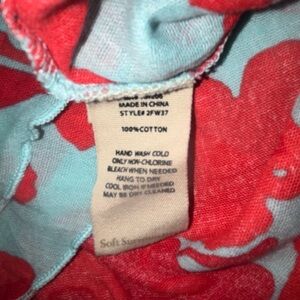 MADE IN CHINA
STYLE# 2FW37
100%COTTON
HAND WASH COLD
ONLY NON-CHLORINE
BLEACH WHEN NEEDED
HANG TO DRY
COOL IRON IF NEEDED
MAY BE DRY CLEANED
Soft